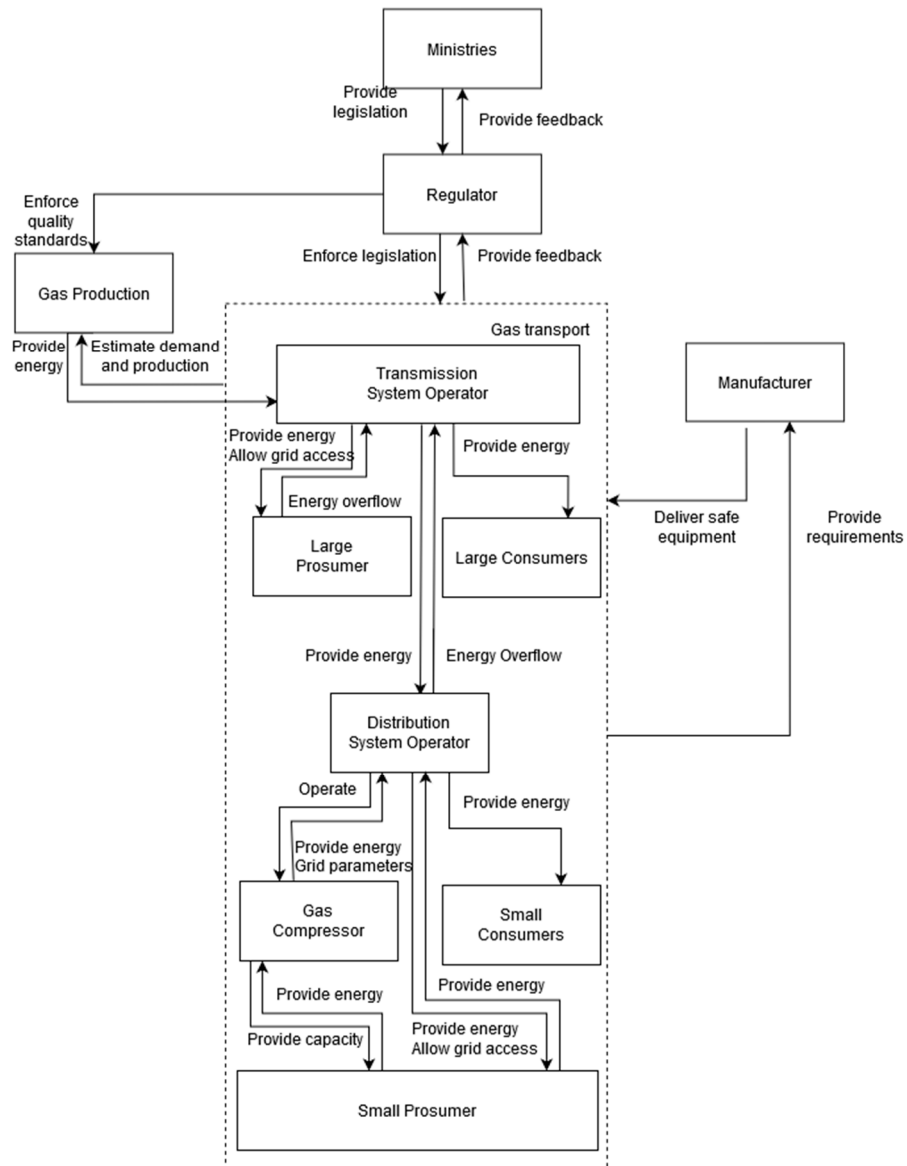 Ministries
Provide
legislation
Provide feedback
Regulator
Enforce
quality
standards
Enforce legislation
Provide feedback
Gas Production
Gas transport
Provide
energy
Estimate demand
and production
Transmission
System Operator
Manufacturer
Provide energy
Allow grid access
Provide energy
Energy overflow
Deliver safe
equipment
Provide
requirements
Large
Prosumer
Large Consumers
Provide energy
Energy Overflow
Distribution
System Operator
Operate
Provide energy
Provide energy
Grid parameters
Gas
Compressor
Small
Consumers
Provide energy
Provide energy
Provide capacity
Provide energy
Allow grid access
Small Prosumer